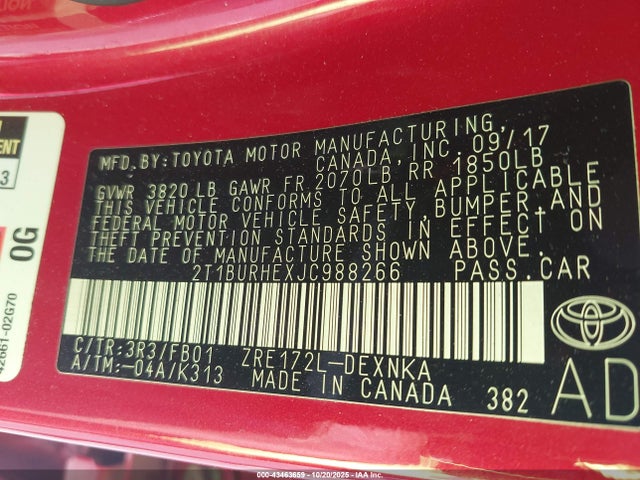 MFD. BY: TOYOTA MOTOR MANUFACTURING,
CANADA, INC. 09/17
GVWR 3820 LB GAWR FR. 2070LB, RR 1850LB
THIS VEHICLE CONFORMS TO ALL APPLICABLE
FEDERAL MOTOR VEHICLE SAFETY, BUMPER, AND
THEFT PREVENTION STANDARDS IN EFFECT ON
THE DATE OF MANUFACTURE SHOWN ABOVE.
2T1BURHEXJC988266 PASS. CAR
C/TR: 3R3/FB01 ZRE172L-DEXNKA
A/TM: -04A/K313 MADE IN CANADA 382
AD
0G
42661-02G70
000-43463659 - 10/20/2025 - IAA Inc.